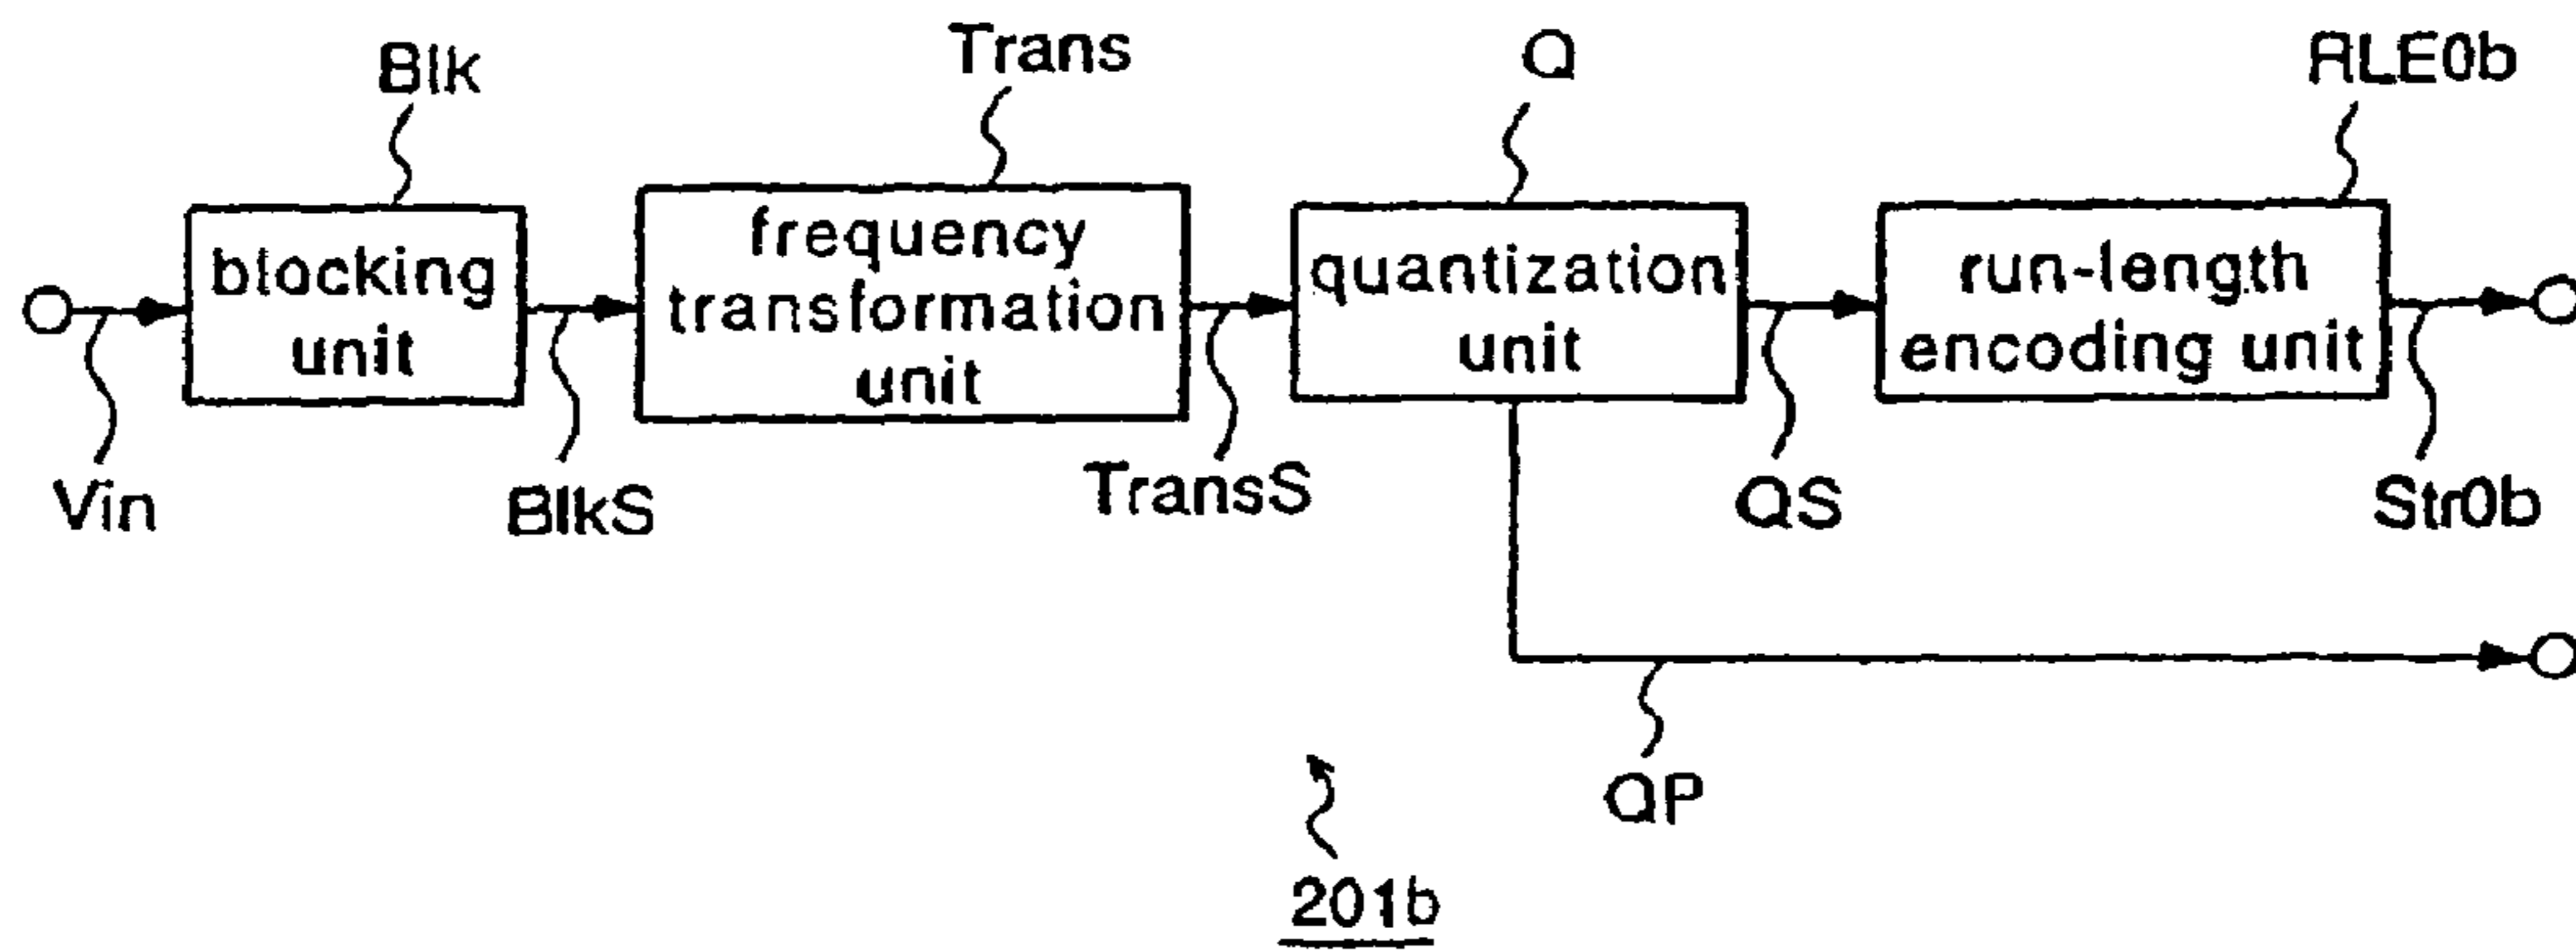 Blk
Trans
Q
RLE0b
blocking
unit
frequency
transformation
unit
quantization
unit
run-length
encoding unit
Vin
BlkS
TransS
QS
Str0b
QP
201b